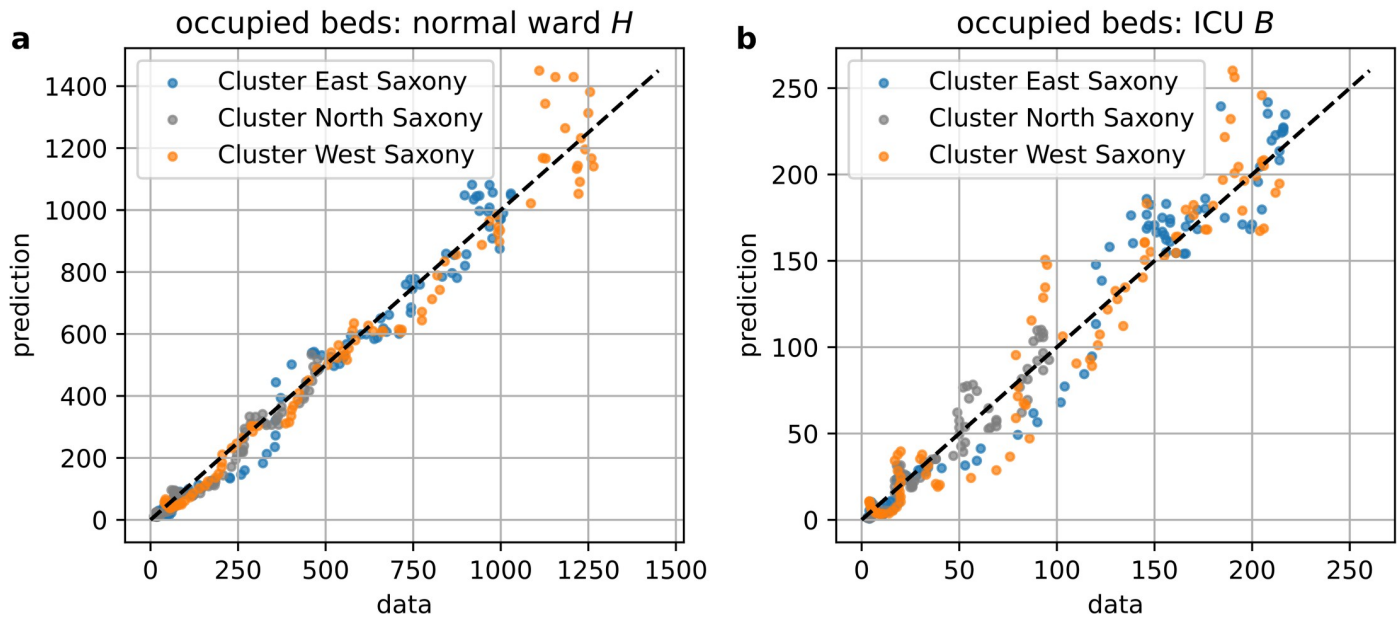 a
occupied beds: normal ward H
Cluster East Saxony
Cluster North Saxony
Cluster West Saxony
prediction
1400
1200
1000
800
600
400
200
0
0 250 500 750 1000 1250 1500
data
b
occupied beds: ICU B
Cluster East Saxony
Cluster North Saxony
Cluster West Saxony
prediction
250
200
150
100
50
0
0 50 100 150 200 250
data